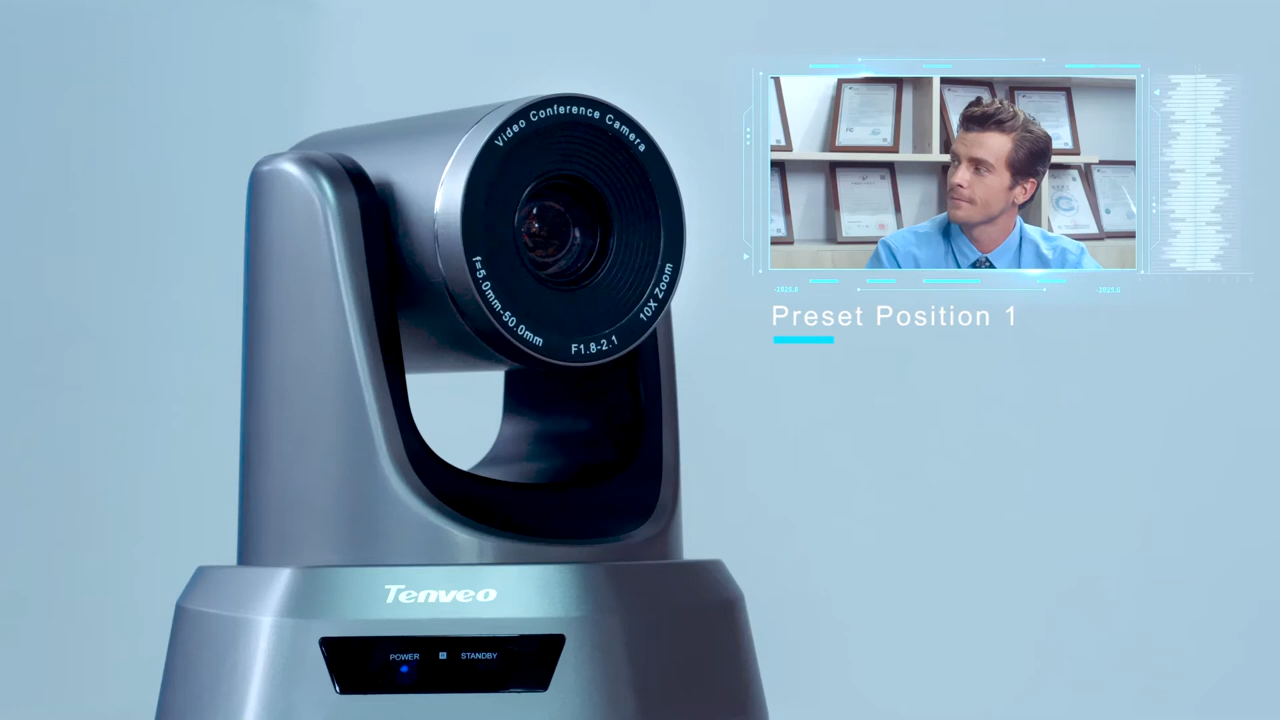 Video Conference Camera
f=5.0mm-50.0mm
F1.8-2.1
10X Zoom
Tenveo
POWER
STANDBY
Preset Position 1